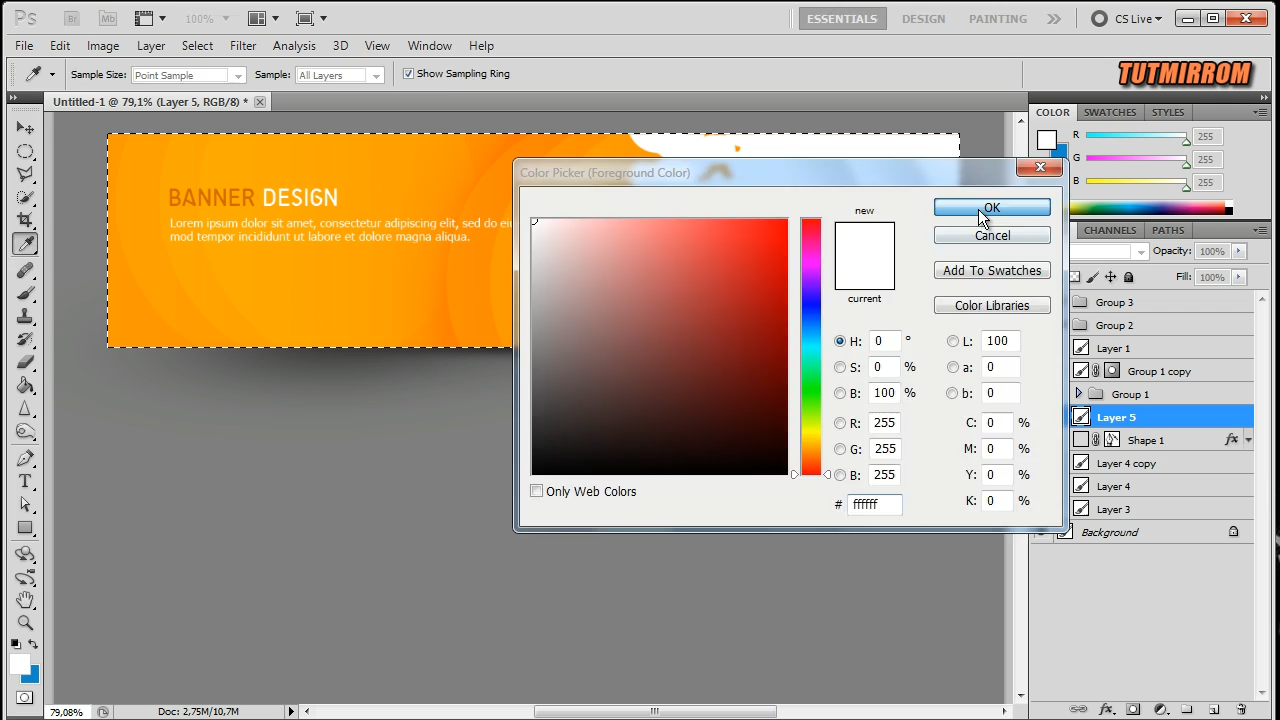 Ps Br Mb 100% ESSENTIALS DESIGN PAINTING CS Live
File Edit Image Layer Select Filter Analysis 3D View Window Help
Sample Size: Point Sample Sample: All Layers Show Sampling Ring
TUTMIRROM
Untitled-1 @ 79,1% (Layer 5, RGB/8) *
COLOR SWATCHES STYLES
R 255
G 255
B 255
BANNER DESIGN
Lorem ipsum dolor sit amet, consectetur adipiscing elit, sed do ei
mod tempor incididunt ut labore et dolore magna aliqua.
Color Picker (Foreground Color)
new
current
OK
Cancel
Add To Swatches
Color Libraries
H: 0 ° L: 100
S: 0 % a: 0
B: 100 % b: 0
R: 255 C: 0 %
G: 255 M: 0 %
B: 255 Y: 0 %
# ffffff K: 0 %
Only Web Colors
CHANNELS PATHS
Opacity: 100%
Fill: 100%
Group 3
Group 2
Layer 1
Group 1 copy
Group 1
Layer 5
Shape 1 fx
Layer 4 copy
Layer 4
Layer 3
Background
79,08% Doc: 2,75M/10,7M
fx